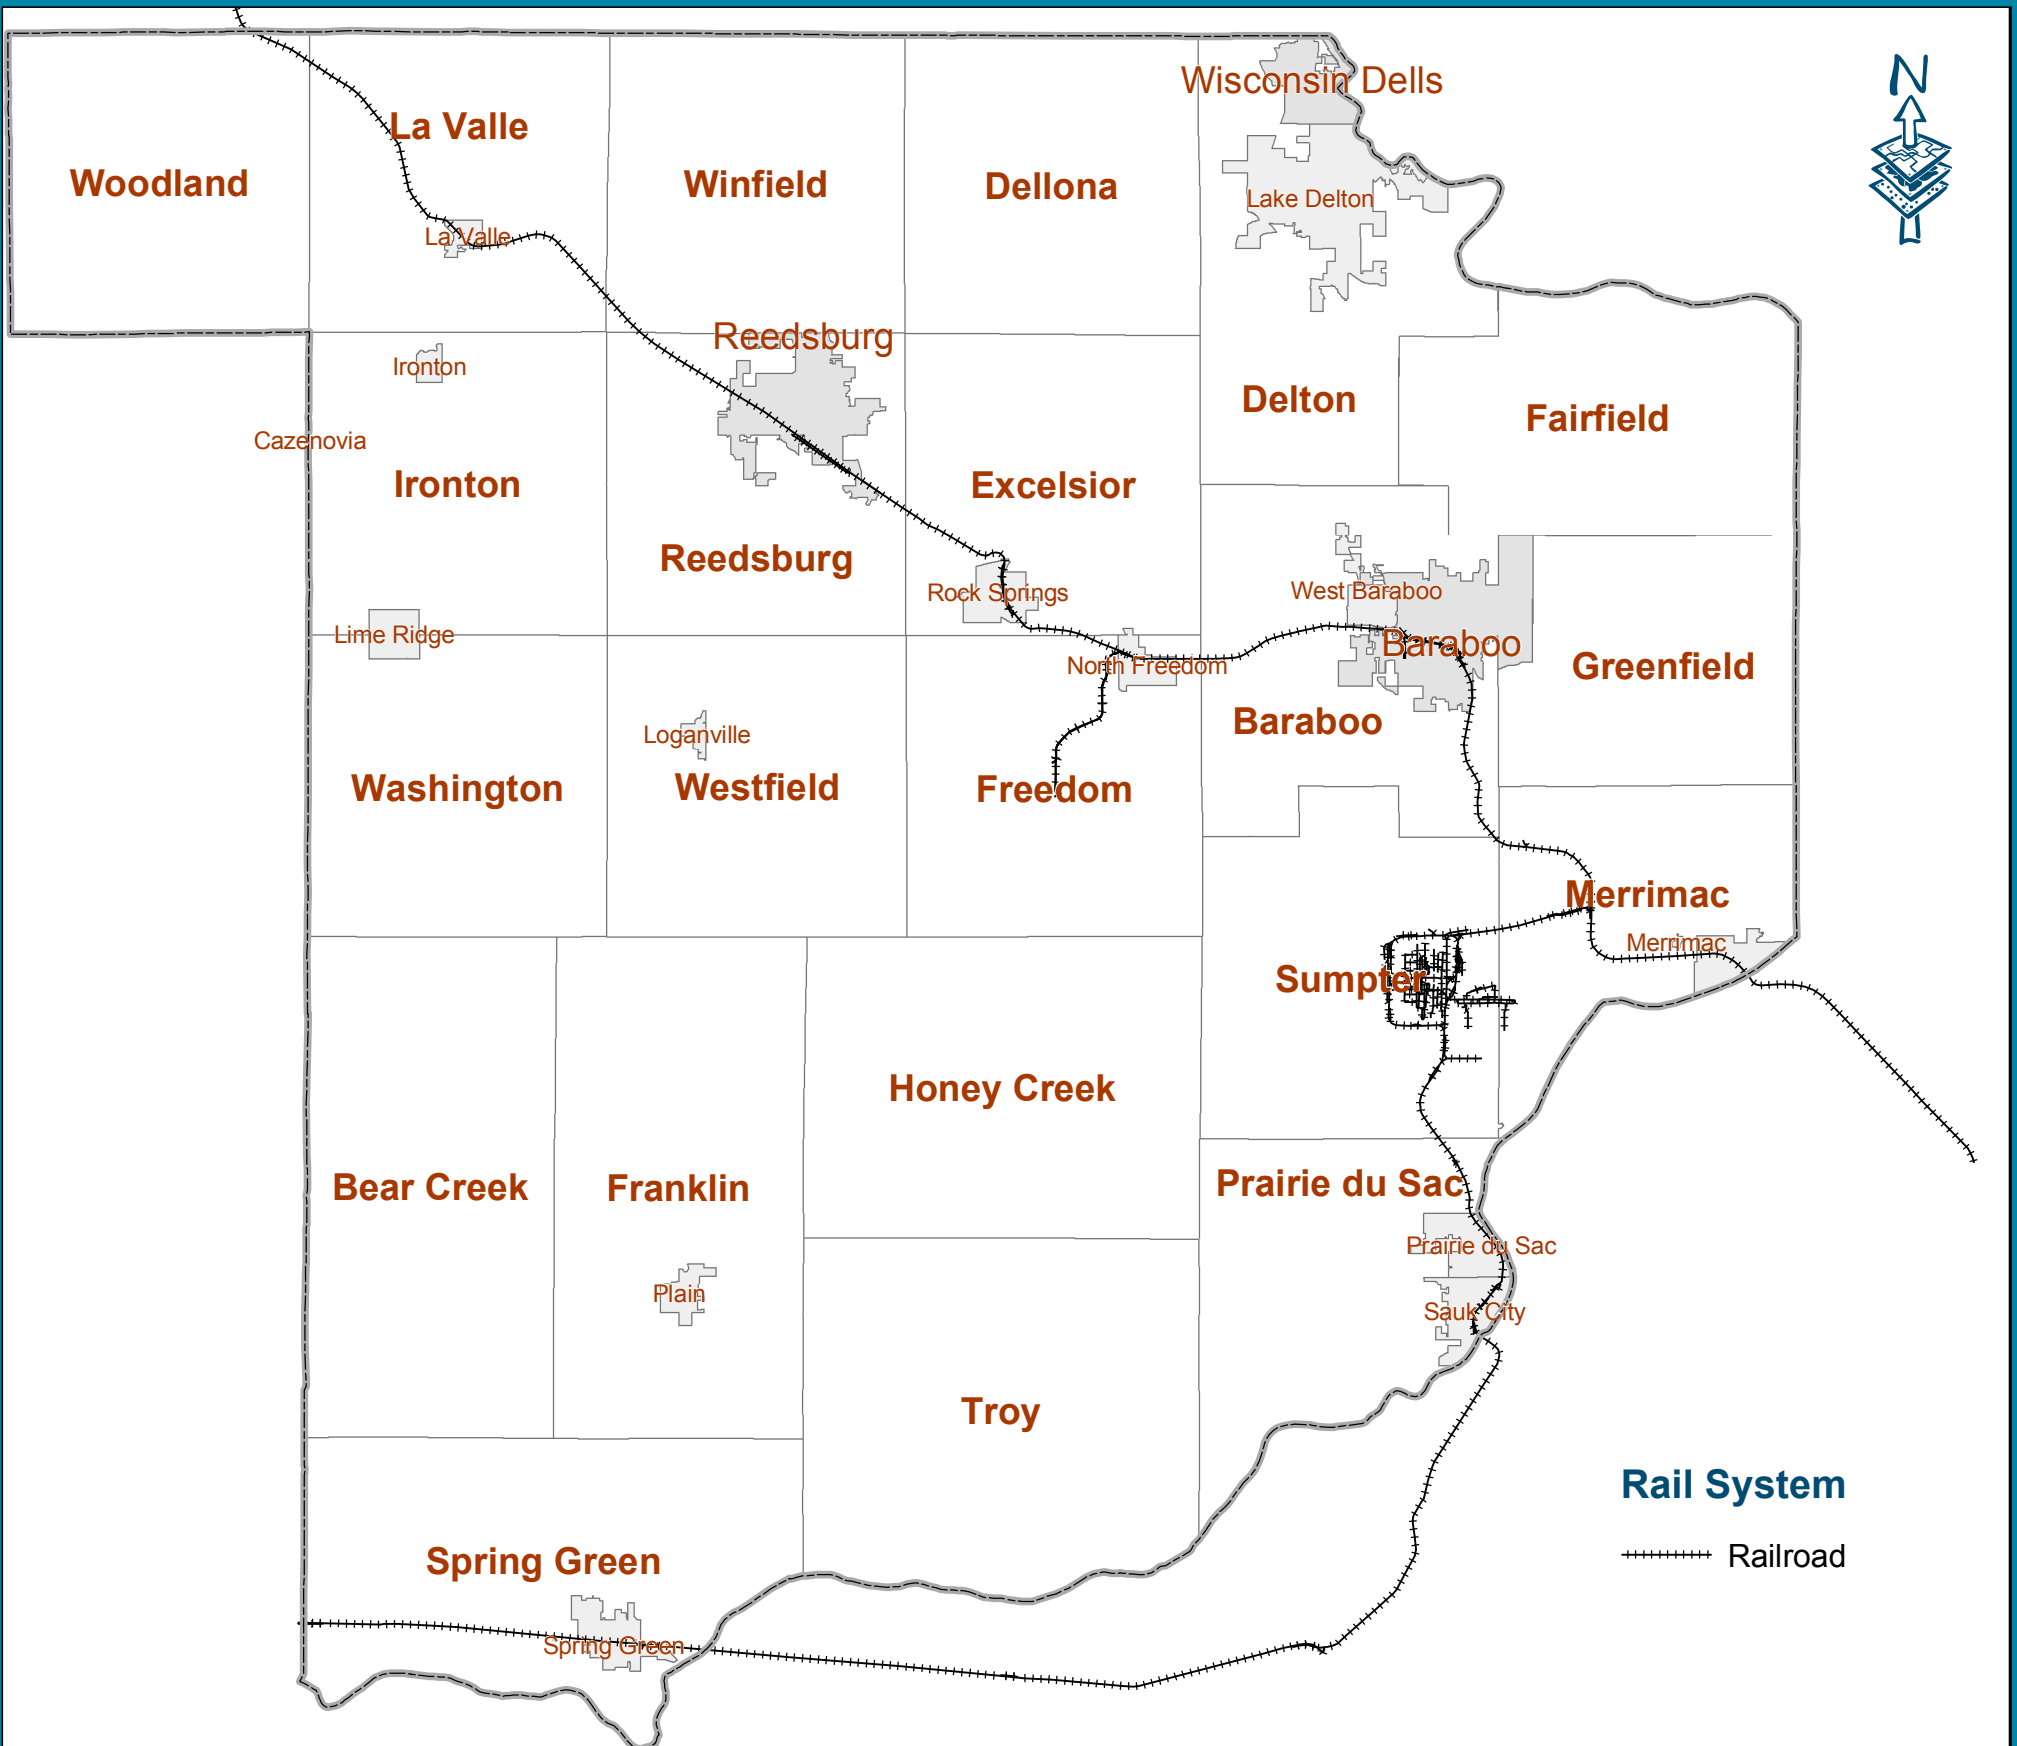 Wisconsin Dells
N
La Valle
Woodland
Winfield
Dellona
Lake Delton
La Valle
Reedsburg
Ironton
Delton
Fairfield
Cazenovia
Ironton
Excelsior
Reedsburg
Rock Springs
West Baraboo
Lime Ridge
Baraboo
North Freedom
Greenfield
Loganville
Baraboo
Washington
Westfield
Freedom
Merrimac
Merrimac
Sumpter
Honey Creek
Bear Creek
Franklin
Prairie du Sac
Prairie du Sac
Plain
Sauk City
Troy
Rail System
Spring Green
Railroad
Spring Green